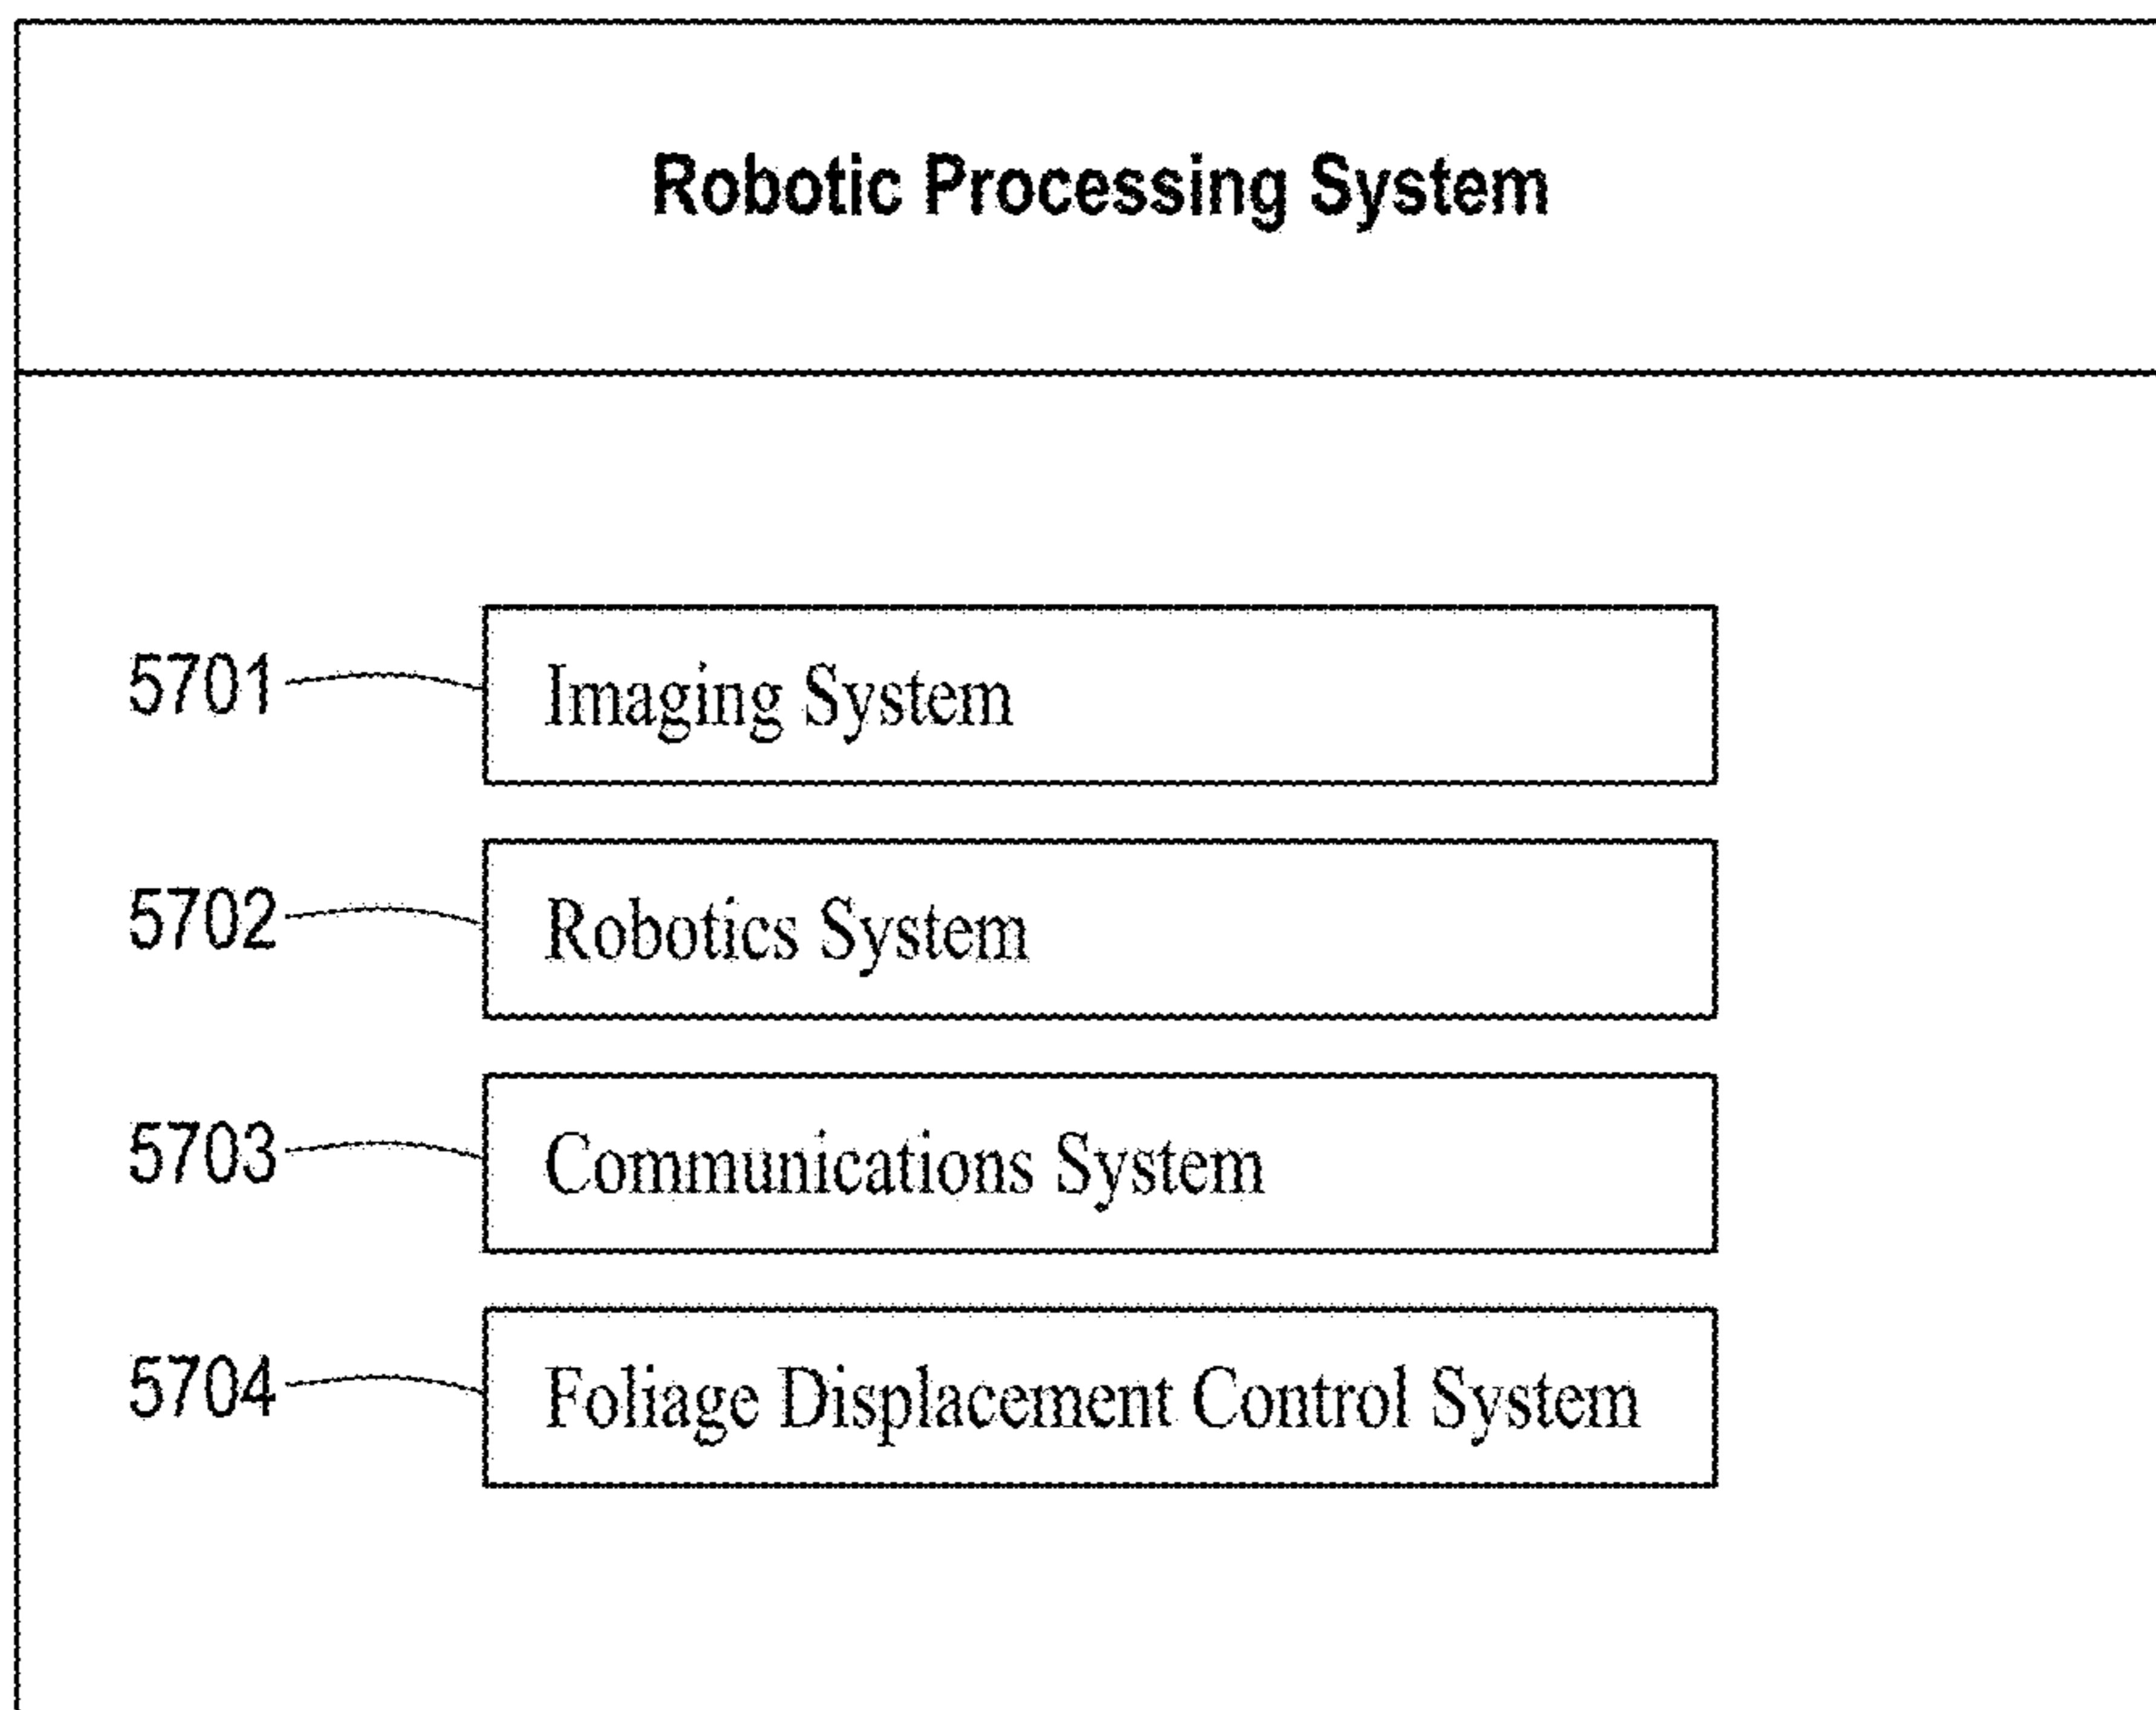 Robotic Processing System
5701 Imaging System
5702 Robotics System
5703 Communications System
5704 Foliage Displacement Control System